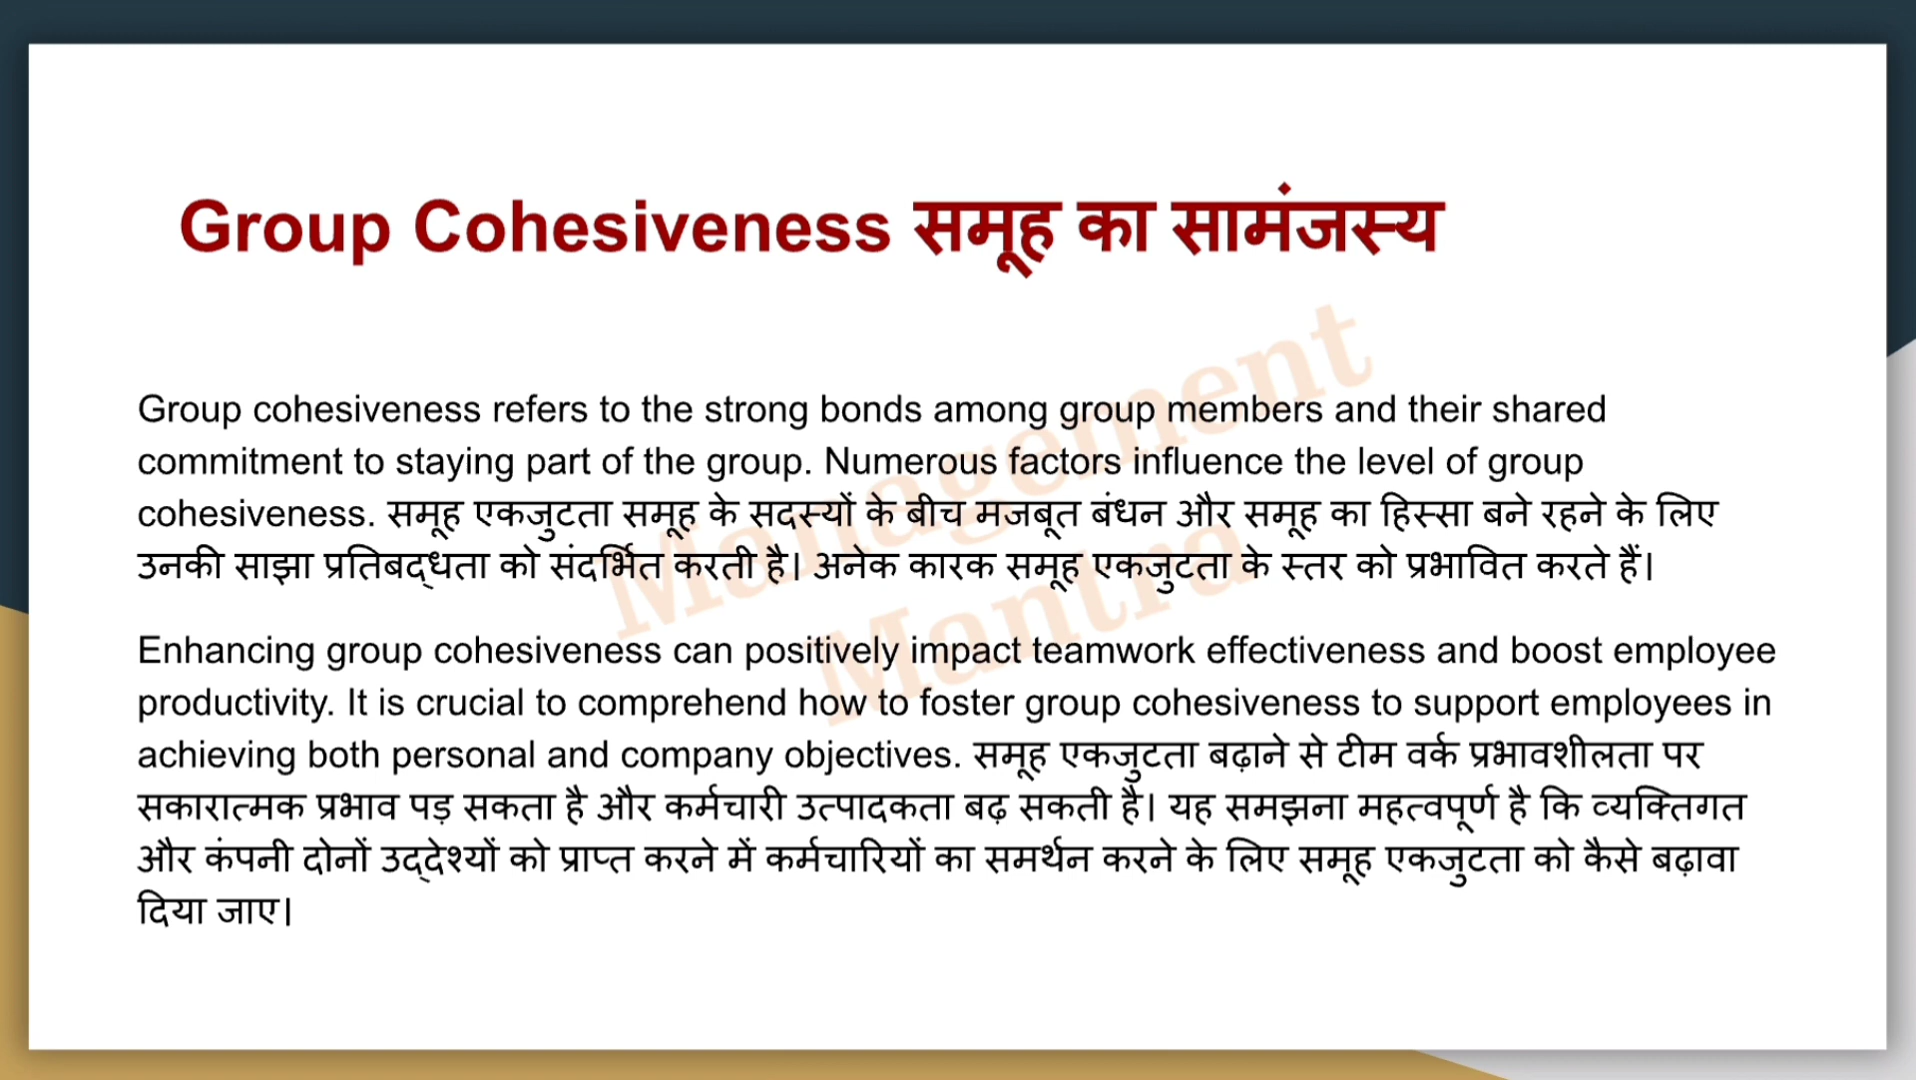 Group Cohesiveness समूह का सामंजस्य
Management
Mantra
Group cohesiveness refers to the strong bonds among group members and their shared
commitment to staying part of the group. Numerous factors influence the level of group
cohesiveness. समूह एकजुटता समूह के सदस्यों के बीच मजबूत बंधन और समूह का हिस्सा बने रहने के लिए
उनकी साझा प्रतिबद्धता को संदर्भित करती है। अनेक कारक समूह एकजुटता के स्तर को प्रभावित करते हैं।
Enhancing group cohesiveness can positively impact teamwork effectiveness and boost employee
productivity. It is crucial to comprehend how to foster group cohesiveness to support employees in
achieving both personal and company objectives. समूह एकजुटता बढ़ाने से टीम वर्क प्रभावशीलता पर
सकारात्मक प्रभाव पड़ सकता है और कर्मचारी उत्पादकता बढ़ सकती है। यह समझना महत्वपूर्ण है कि व्यक्तिगत
और कंपनी दोनों उद्देश्यों को प्राप्त करने में कर्मचारियों का समर्थन करने के लिए समूह एकजुटता को कैसे बढ़ावा
दिया जाए।